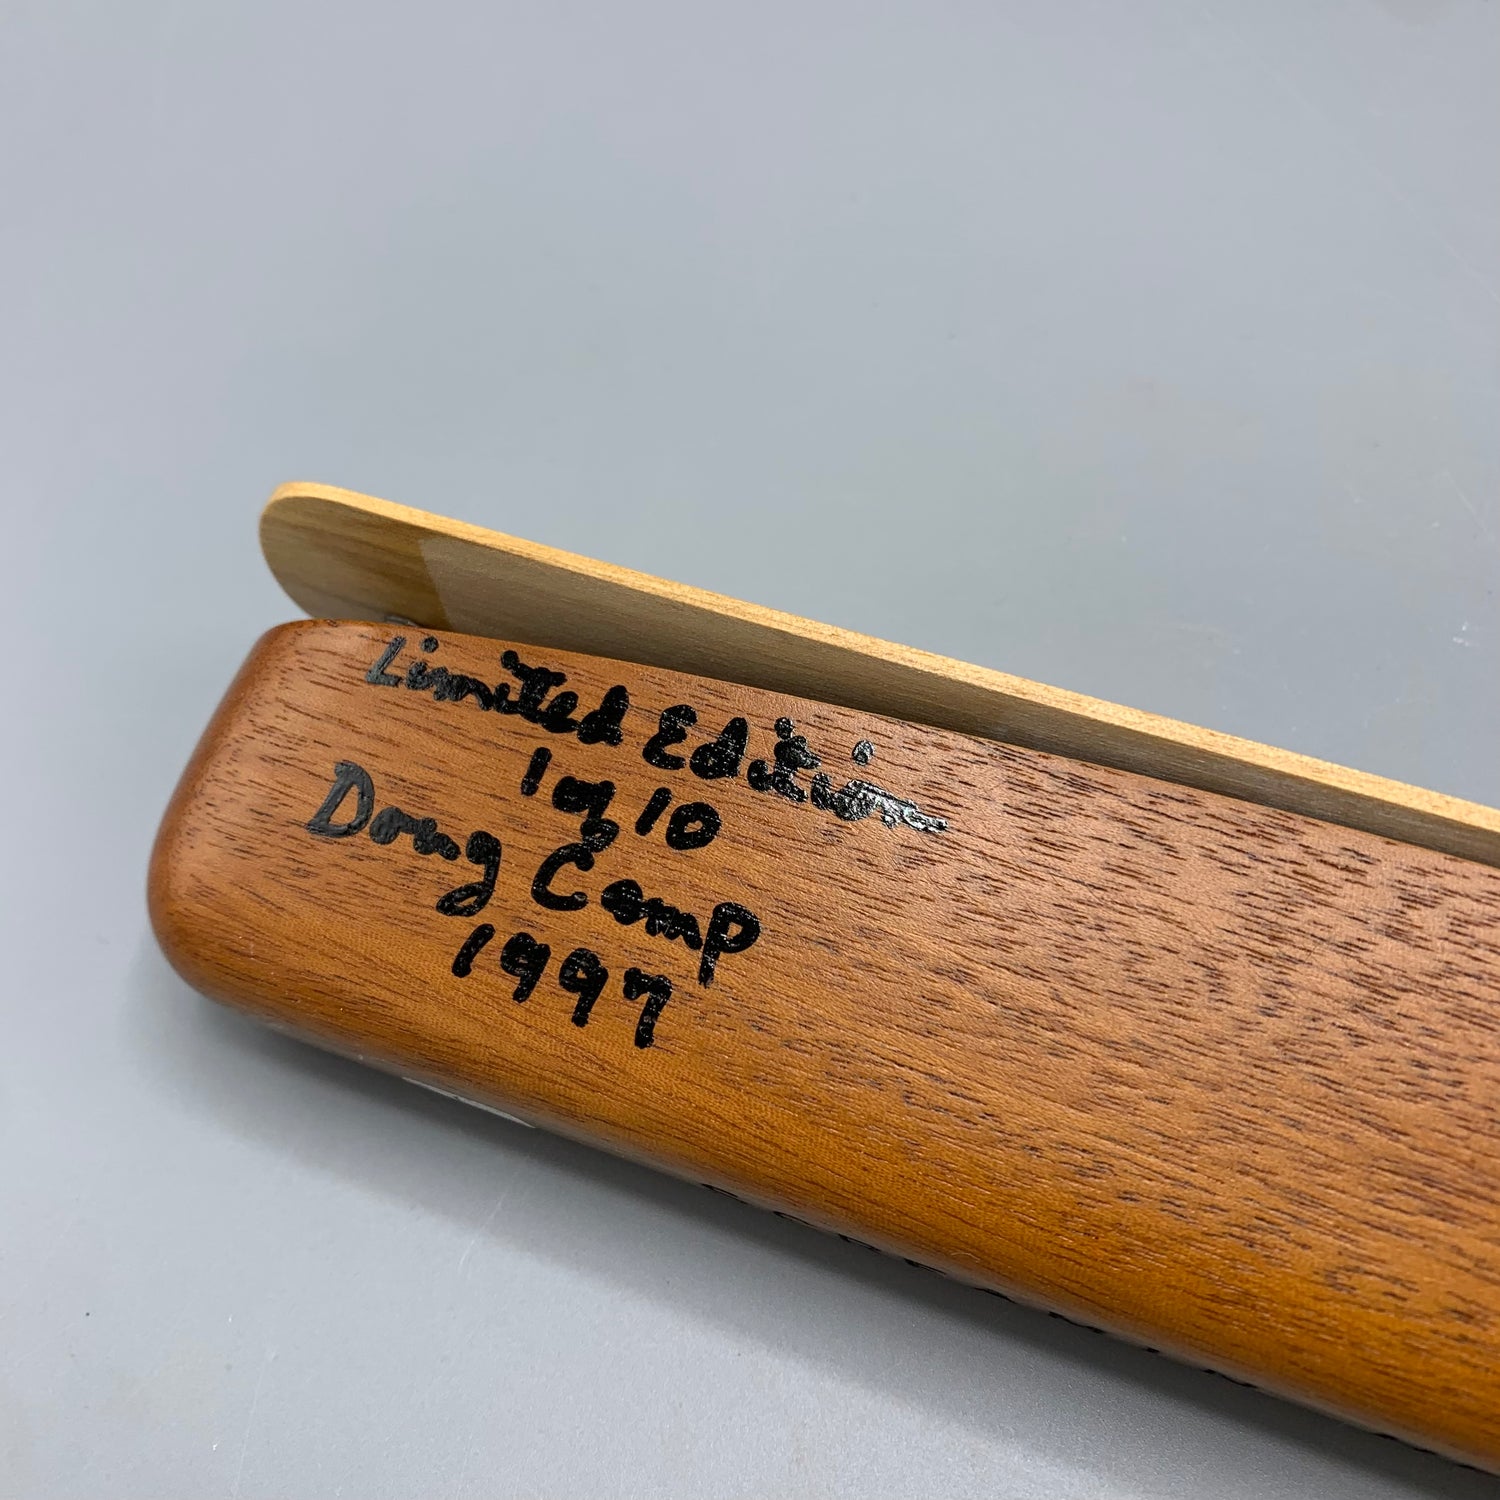 Limited Edition
1 of 10
Doug Camp
1997